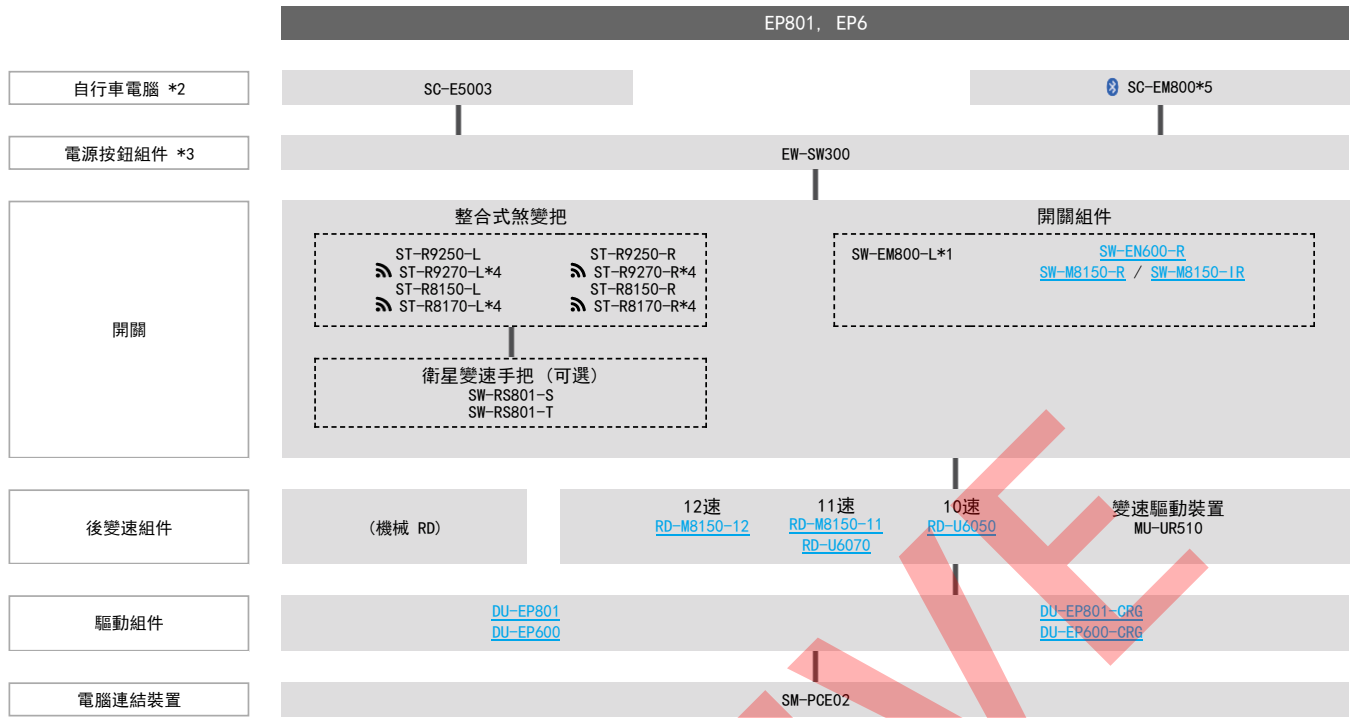 EP801, EP6
自行車電腦 *2
SC-E5003
SC-EM800*5
電源按鈕組件 *3
EW-SW300
開關
整合式煞變把
ST-R9250-L
ST-R9270-L*4
ST-R8150-L
ST-R8170-L*4
ST-R9250-R
ST-R9270-R*4
ST-R8150-R
ST-R8170-R*4
衛星變速手把 (可選)
SW-RS801-S
SW-RS801-T
開關組件
SW-EM800-L*1
SW-EN600-R
SW-M8150-R / SW-M8150-IR
後變速組件
(機械 RD)
12速
RD-M8150-12
11速
RD-M8150-11
RD-U6070
10速
RD-U6050
變速驅動裝置
MU-UR510
驅動組件
DU-EP801
DU-EP600
DU-EP801-CRG
DU-EP600-CRG
電腦連結裝置
SM-PCE02